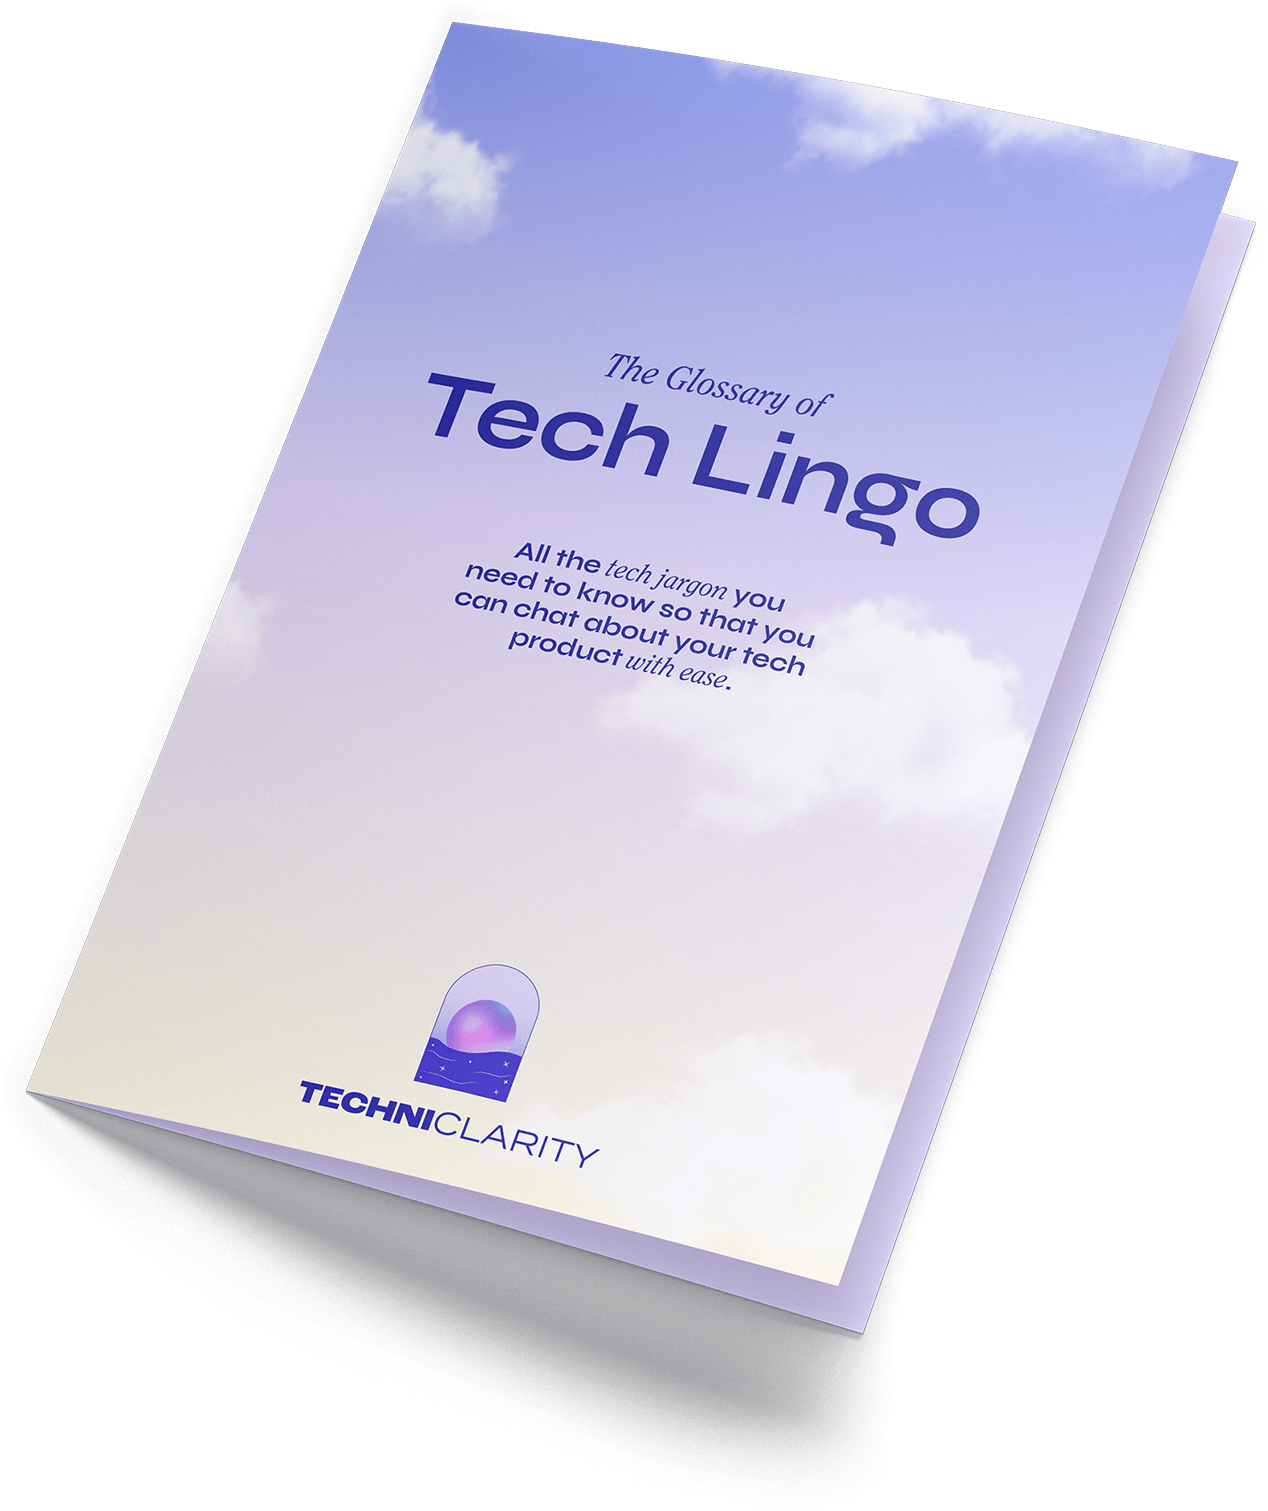 The Glossary of
Tech Lingo
All the tech jargon you
need to know so that you
can chat about your tech
product with ease.
TECHNICLARITY